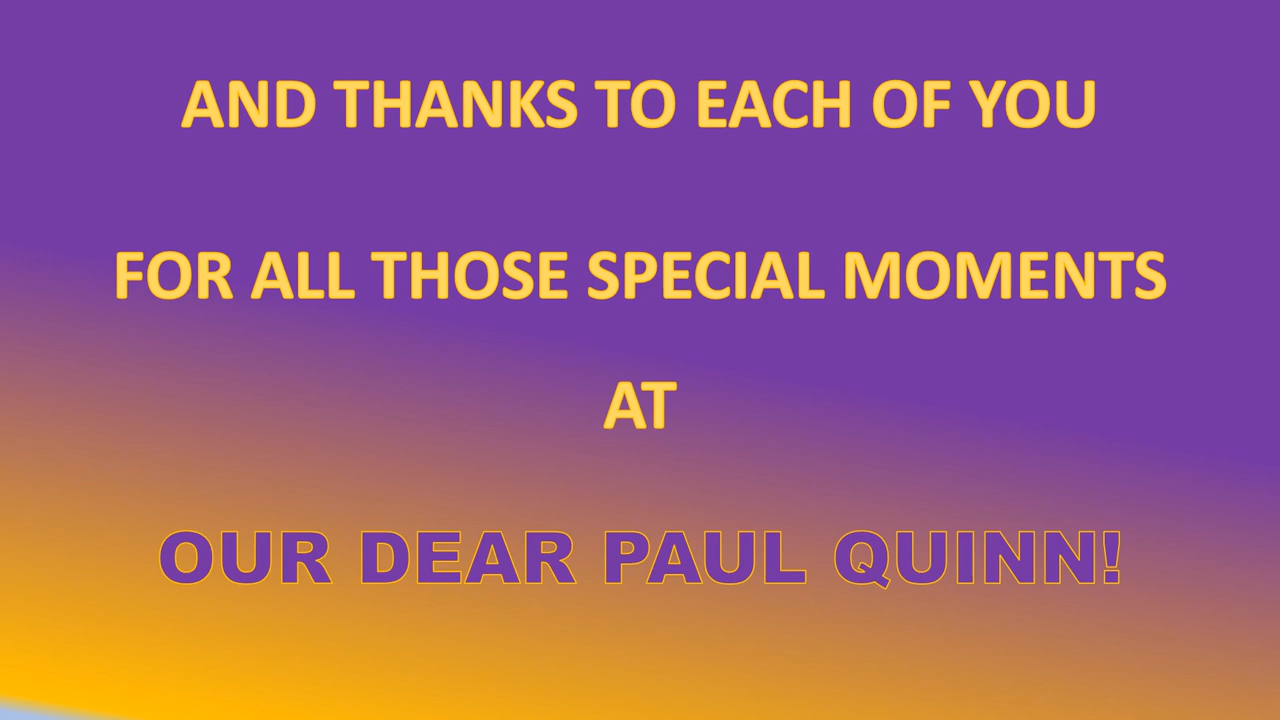 AND THANKS TO EACH OF YOU
FOR ALL THOSE SPECIAL MOMENTS
AT
OUR DEAR PAUL QUINN!